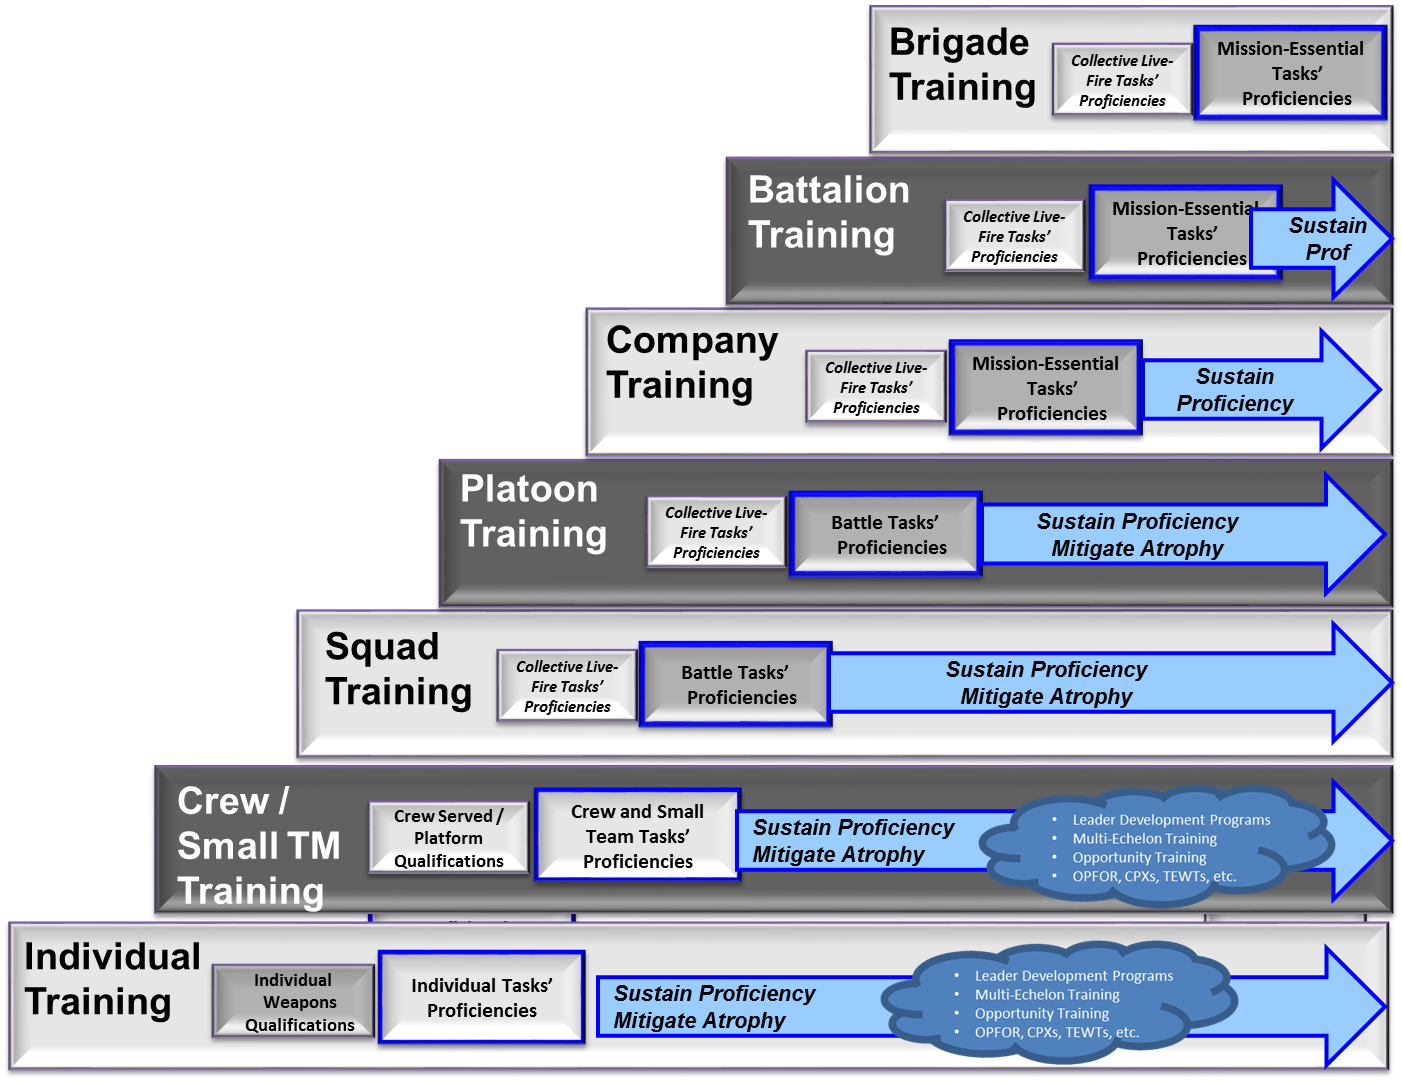 Brigade
Training
Collective Live-
Fire Tasks’
Proficiencies
Mission-Essential
Tasks’
Proficiencies
Battalion
Training
Collective Live-
Fire Tasks’
Proficiencies
Mission-Essential
Tasks’
Proficiencies
Sustain
Prof
Company
Training
Collective Live-
Fire Tasks’
Proficiencies
Mission-Essential
Tasks’
Proficiencies
Sustain
Proficiency
Platoon
Training
Collective Live-
Fire Tasks’
Proficiencies
Battle Tasks’
Proficiencies
Sustain Proficiency
Mitigate Atrophy
Squad
Training
Collective Live-
Fire Tasks’
Proficiencies
Battle Tasks’
Proficiencies
Sustain Proficiency
Mitigate Atrophy
Crew /
Small TM
Training
Crew Served /
Platform
Qualifications
Crew and Small
Team Tasks’
Proficiencies
Sustain Proficiency
Mitigate Atrophy
• Leader Development Programs
• Multi-Echelon Training
• Opportunity Training
• OPFOR, CPXs, TEWTs, etc.
Individual
Training
Individual
Weapons
Qualifications
Individual Tasks’
Proficiencies
Sustain Proficiency
Mitigate Atrophy
• Leader Development Programs
• Multi-Echelon Training
• Opportunity Training
• OPFOR, CPXs, TEWTs, etc.